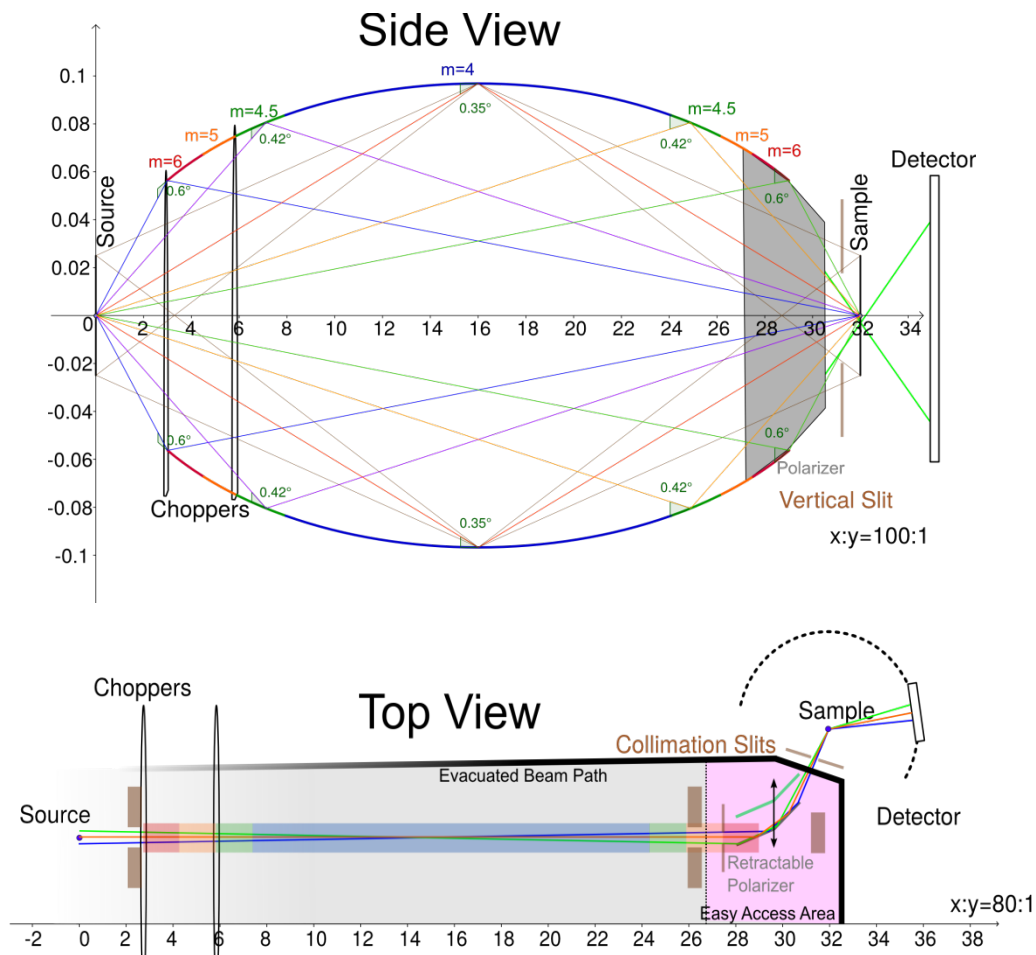 Side View
0.1
0.08
0.06
0.04
0.02
0
-0.02
-0.04
-0.06
-0.08
-0.1
m=4
m=4.5
m=4.5
m=5
m=5
m=6
m=6
0.35°
0.42°
0.42°
0.6°
0.6°
Source
Sample
Detector
2 4 6 8 10 12 14 16 18 20 22 24 26 28 30 32 34
0.6°
0.6°
0.42°
0.42°
0.35°
Choppers
Polarizer
Vertical Slit
x:y=100:1
Choppers
Top View
Sample
Collimation Slits
Evacuated Beam Path
Source
Detector
Retractable
Polarizer
Easy Access Area
x:y=80:1
-2 0 2 4 6 8 10 12 14 16 18 20 22 24 26 28 30 32 34 36 38